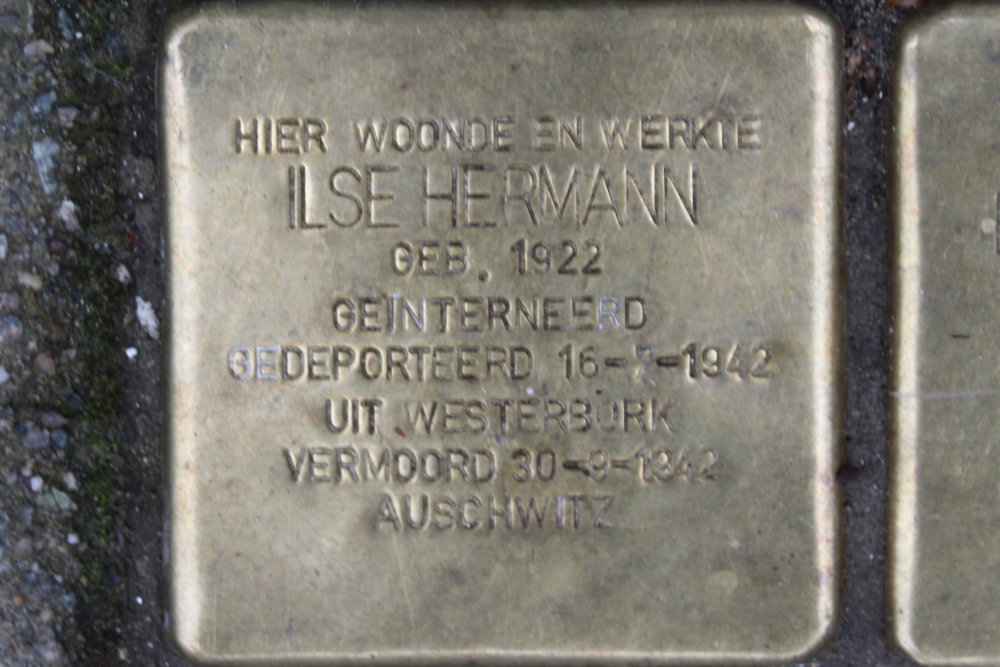 HIER WOONDE EN WERKTE
ILSE HERMANN
GEB. 1922
GEÏNTERNEERD
GEDEPORTEERD 16-7-1942
UIT WESTERBORK
VERMOORD 30-9-1942
AUSCHWITZ